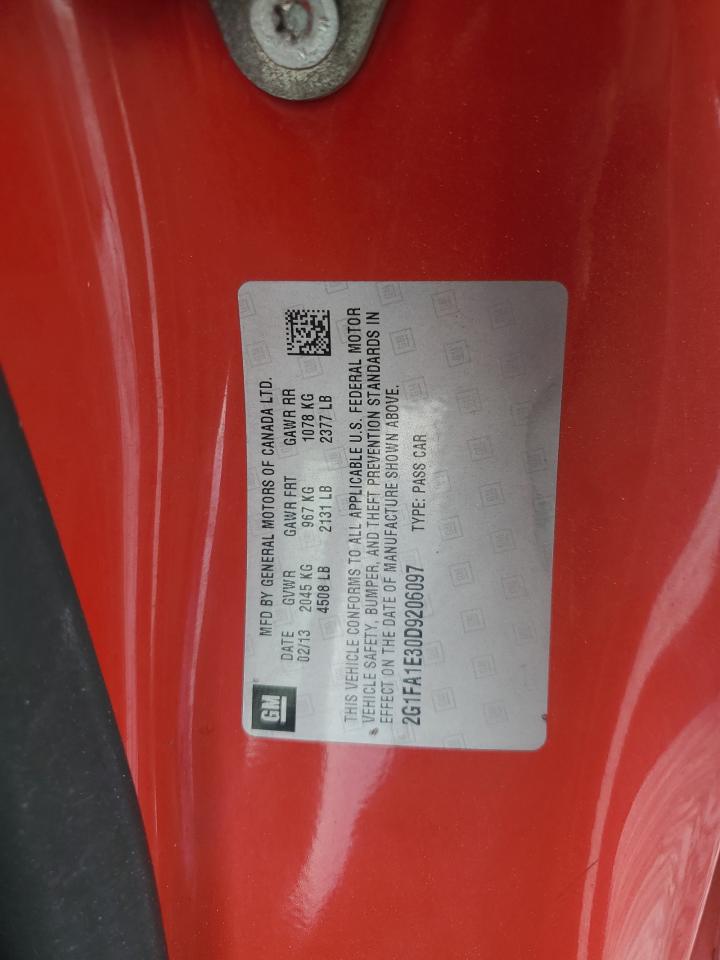 GM
MFD BY GENERAL MOTORS OF CANADA LTD.
DATE GVWR GAWR FRT GAWR RR
02/13 2045 KG 967 KG 1078 KG
4508 LB 2131 LB 2377 LB
THIS VEHICLE CONFORMS TO ALL APPLICABLE U.S. FEDERAL MOTOR
VEHICLE SAFETY, BUMPER, AND THEFT PREVENTION STANDARDS IN
EFFECT ON THE DATE OF MANUFACTURE SHOWN ABOVE.
2G1FA1E30D9206097 TYPE: PASS CAR